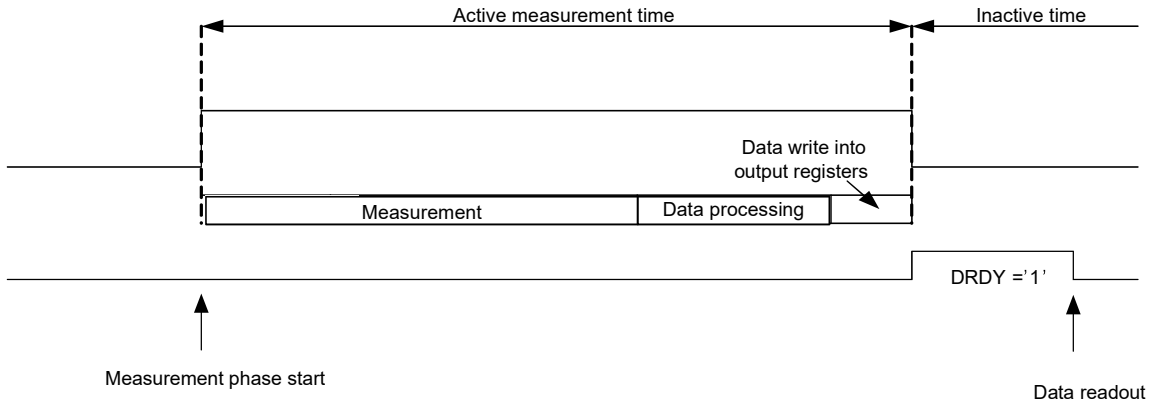 Active measurement time
Inactive time
Data write into
output registers
Measurement
Data processing
DRDY =’1’
Measurement phase start
Data readout